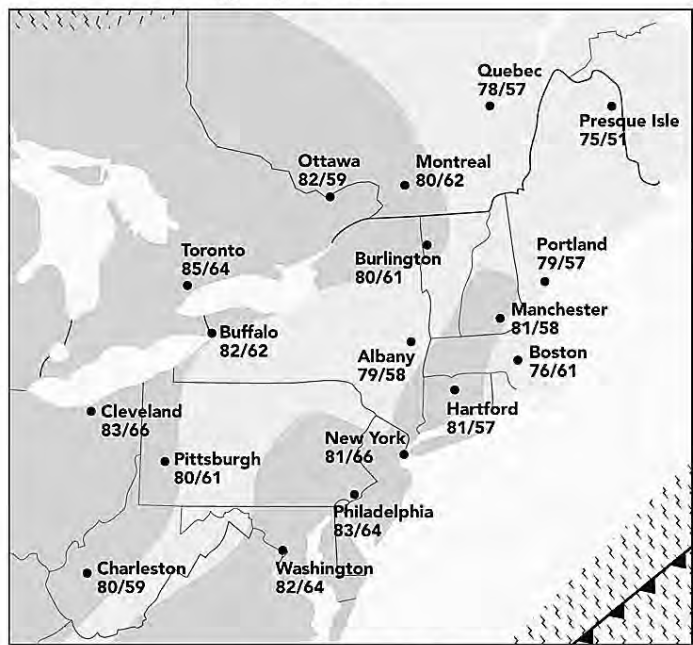 Quebec
78/57
Presque Isle
75/51
Ottawa
82/59
Montreal
80/62
Toronto
85/64
Burlington
80/61
Portland
79/57
Buffalo
82/62
Manchester
81/58
Albany
79/58
Boston
76/61
Cleveland
83/66
Hartford
81/57
New York
81/66
Pittsburgh
80/61
Philadelphia
83/64
Charleston
80/59
Washington
82/64